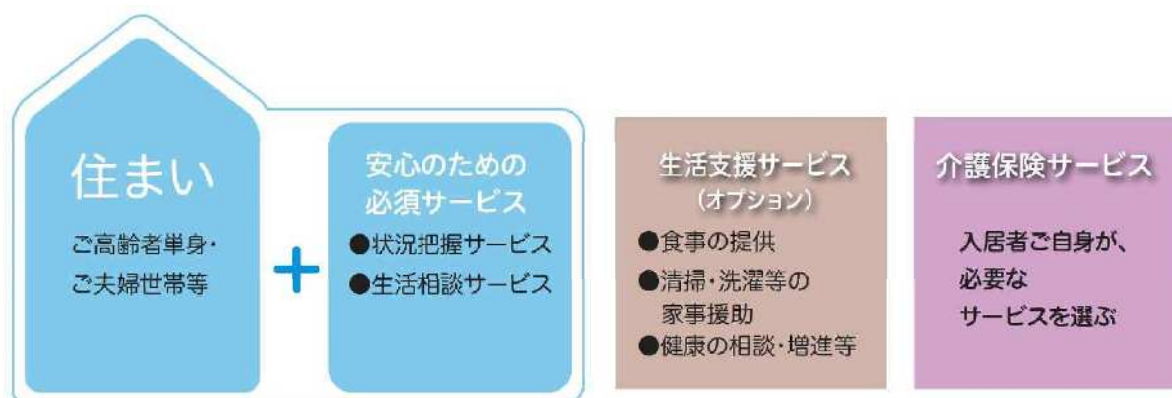 住まい
ご高齢者単身・
ご夫婦世帯等
+
安心のための
必須サービス
●状況把握サービス
●生活相談サービス
生活支援サービス
(オプション)
●食事の提供
●清掃・洗濯等の
家事援助
●健康の相談・増進等
介護保険サービス
入居者ご自身が、
必要な
サービスを選ぶ